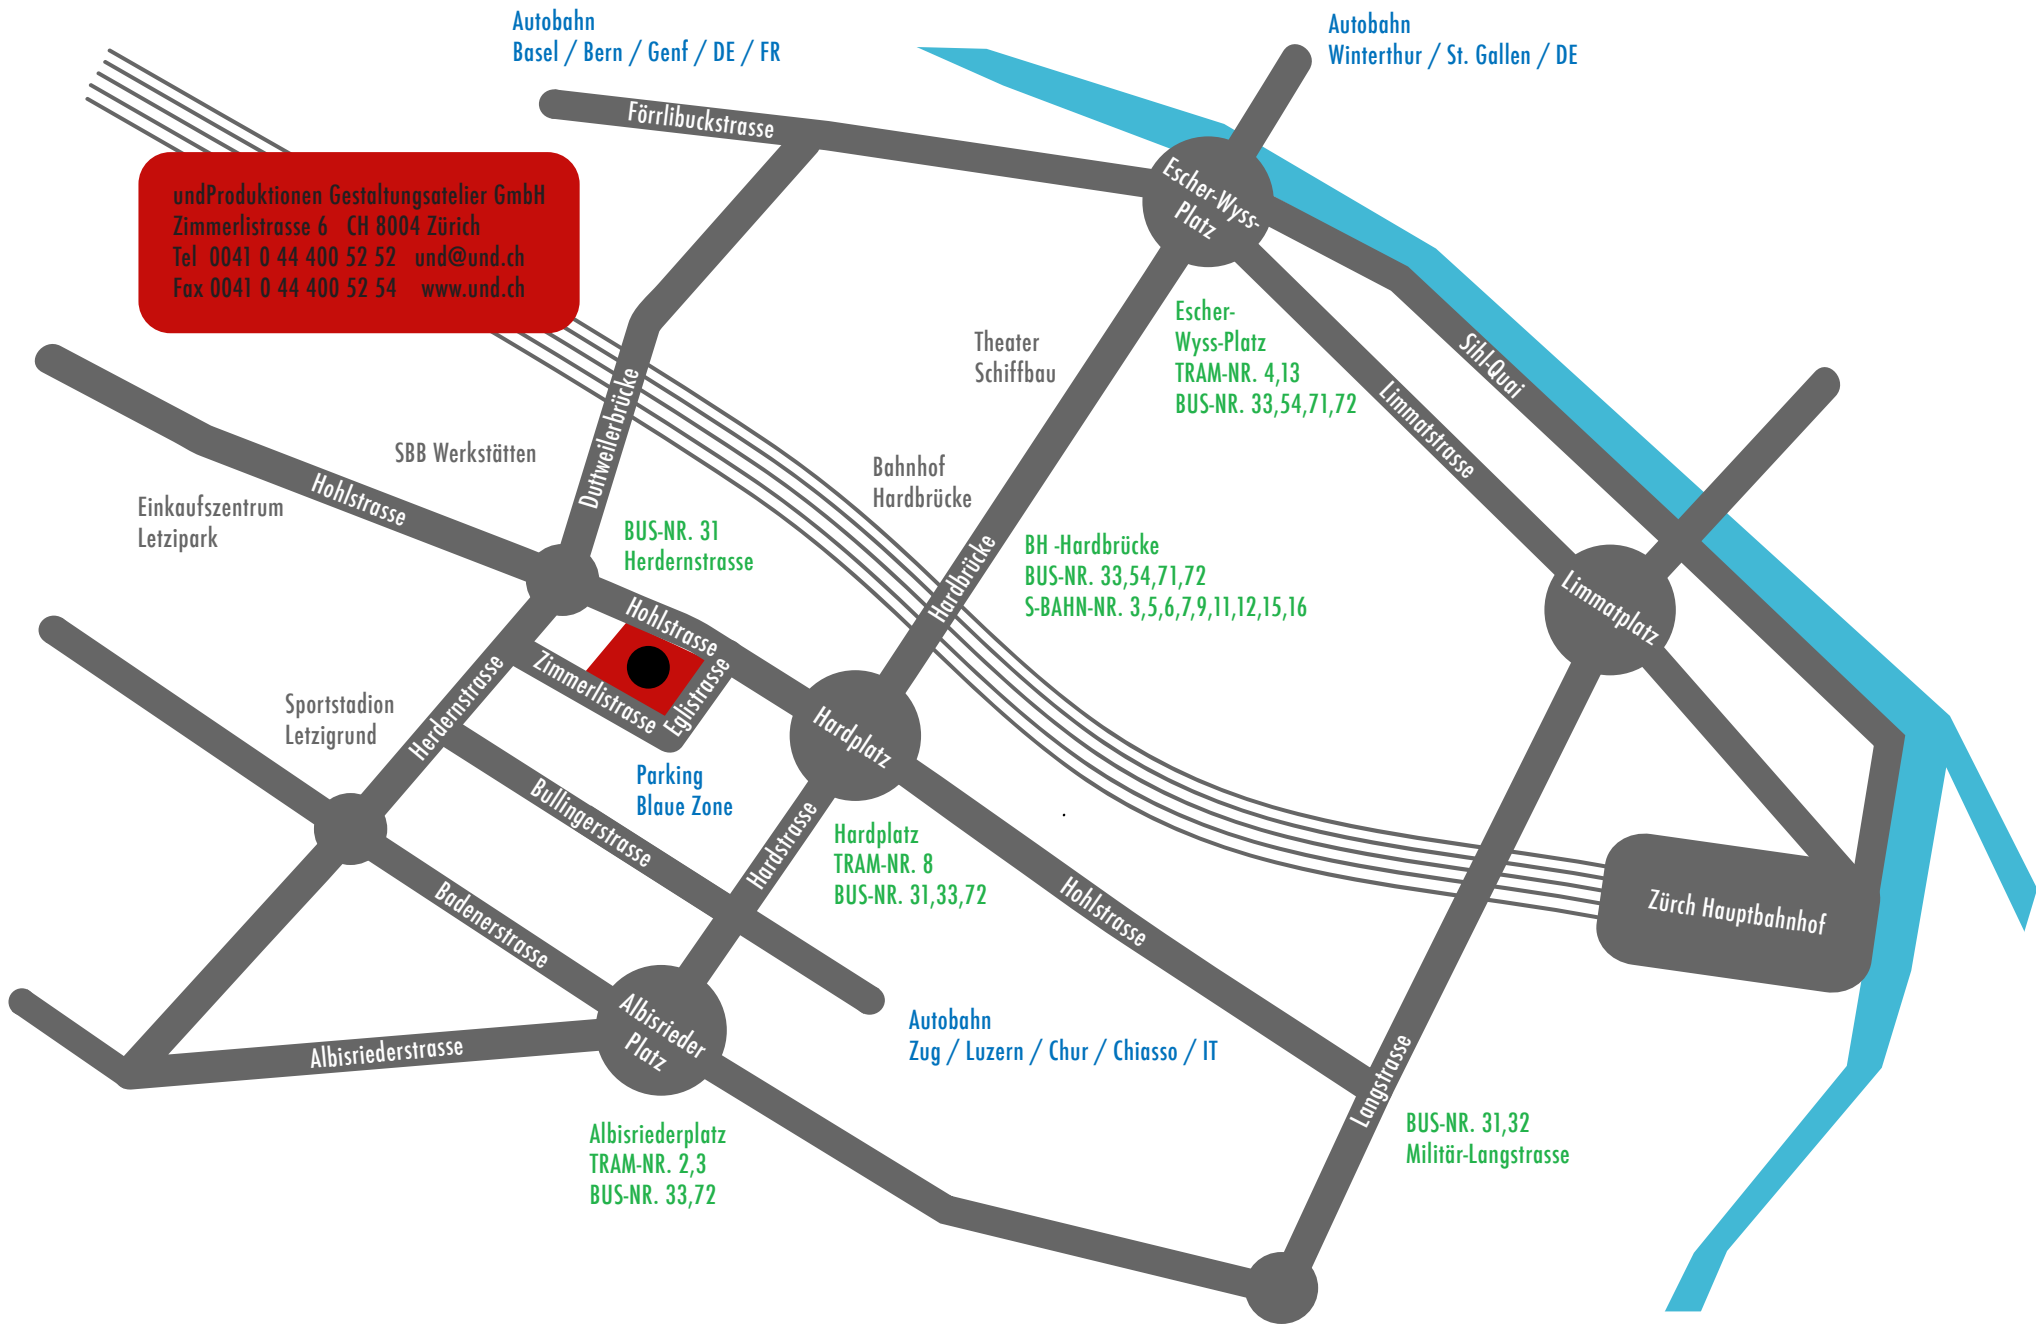 Autobahn
Basel / Bern / Genf / DE / FR
Autobahn
Winterthur / St. Gallen / DE
Förrlibuckstrasse
Escher-Wyss-
Platz
undProduktionen Gestaltungsatelier GmbH
Zimmerlistrasse 6 CH 8004 Zürich
Tel 0041 0 44 400 52 52 und@und.ch
Fax 0041 0 44 400 52 54 www.und.ch
Escher-
Wyss-Platz
TRAM-NR. 4,13
BUS-NR. 33,54,71,72
Theater
Schiffbau
Sihl-Quai
Limmatstrasse
Duttweilerbrücke
SBB Werkstätten
Bahnhof
Hardbrücke
Hohlstrasse
Einkaufszentrum
Letzipark
BUS-NR. 31
Herdernstrasse
Hardbrücke
BH -Hardbrücke
BUS-NR. 33,54,71,72
S-BAHN-NR. 3,5,6,7,9,11,12,15,16
Limmatplatz
Hohlstrasse
Zimmerlistrasse
Eglistrasse
Herdernstrasse
Sportstadion
Letzigrund
Hardplatz
Parking
Blaue Zone
Bullingerstrasse
Hardstrasse
Hardplatz
TRAM-NR. 8
BUS-NR. 31,33,72
Hohlstrasse
Zürch Hauptbahnhof
Badenerstrasse
Albisrieder
Platz
Albisriederstrasse
Autobahn
Zug / Luzern / Chur / Chiasso / IT
Langstrasse
Albisriederplatz
TRAM-NR. 2,3
BUS-NR. 33,72
BUS-NR. 31,32
Militär-Langstrasse